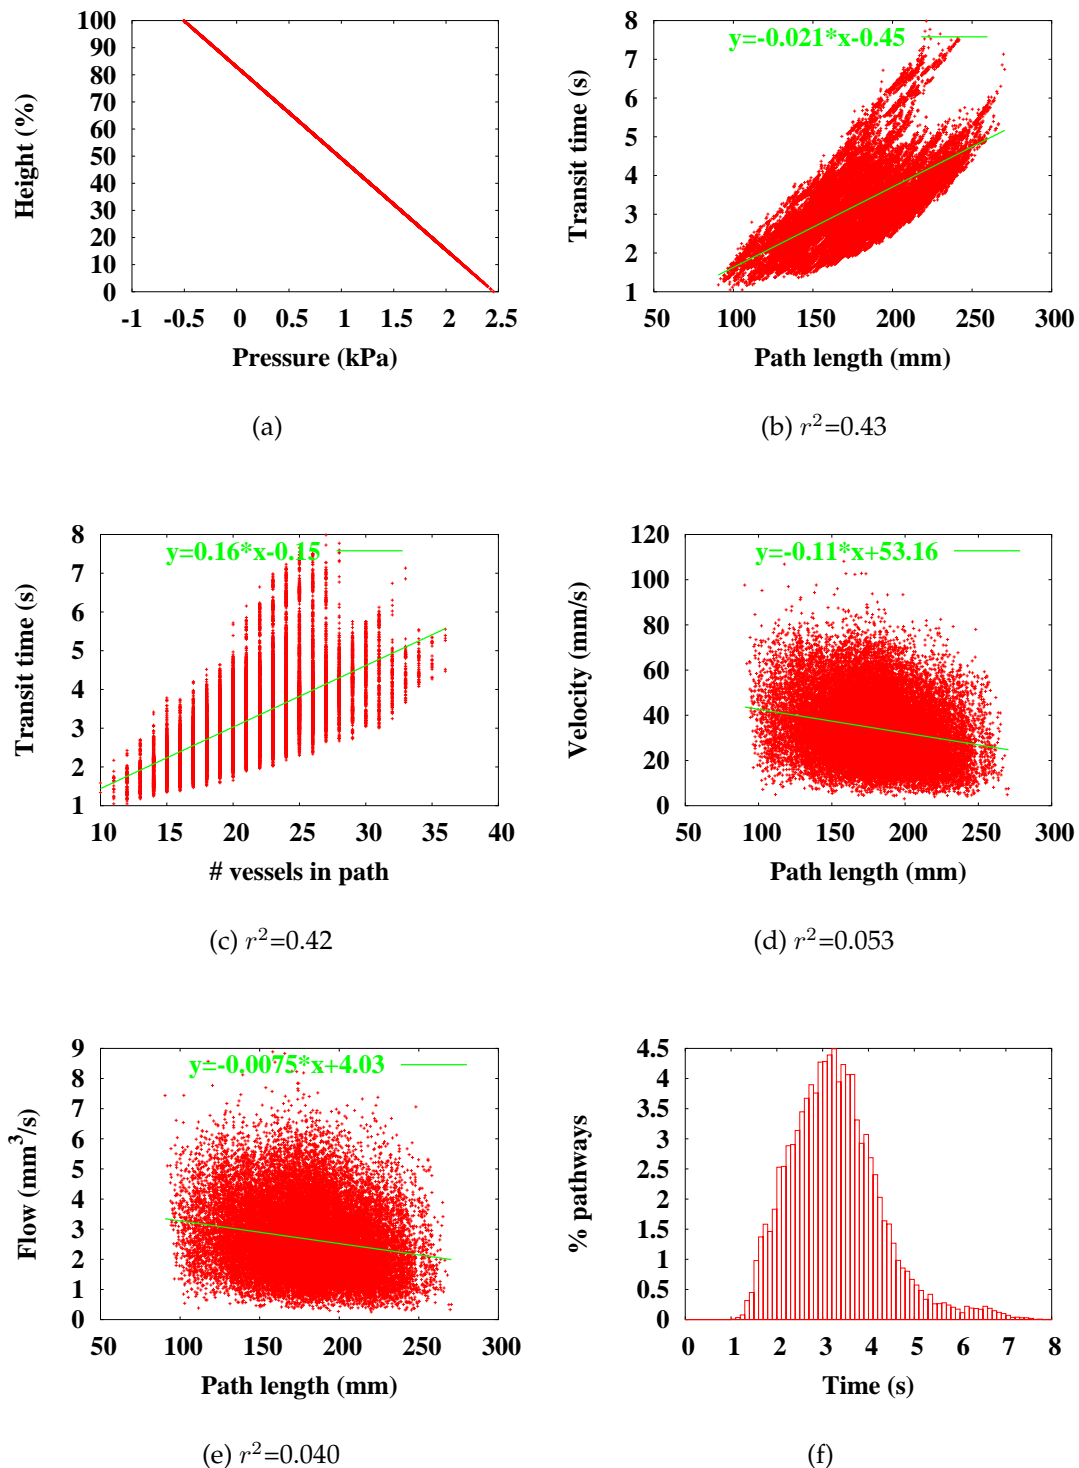 100
90
80
70
60
50
40
30
20
10
0
-1 -0.5 0 0.5 1 1.5 2 2.5
Height (%)
Pressure (kPa)
(a)
y=-0.021*x-0.45
8
7
6
5
4
3
2
1
50 100 150 200 250 300
Transit time (s)
Path length (mm)
(b) r²=0.43
y=0.16*x-0.15
8
7
6
5
4
3
2
1
10 15 20 25 30 35 40
Transit time (s)
# vessels in path
(c) r²=0.42
y=-0.11*x+53.16
120
100
80
60
40
20
0
50 100 150 200 250 300
Velocity (mm/s)
Path length (mm)
(d) r²=0.053
y=-0.0075*x+4.03
9
8
7
6
5
4
3
2
1
0
50 100 150 200 250 300
Flow (mm³/s)
Path length (mm)
(e) r²=0.040
4.5
4
3.5
3
2.5
2
1.5
1
0.5
0
0 1 2 3 4 5 6 7 8
% pathways
Time (s)
(f)